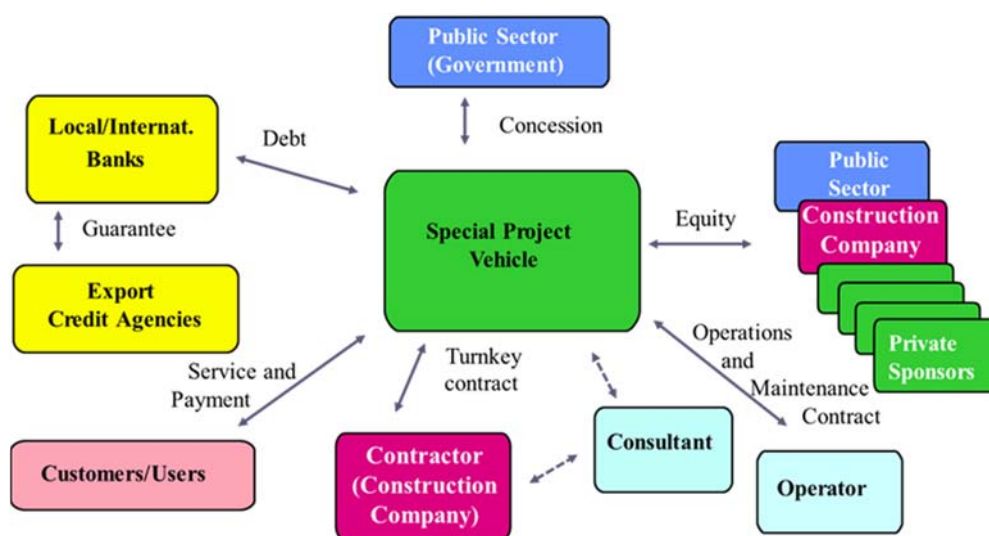 Public Sector
(Government)
Local/Internat.
Banks
Debt
Concession
Public
Sector
Construction
Company
Equity
Special Project
Vehicle
Guarantee
Export
Credit Agencies
Private
Sponsors
Operations
and
Maintenance
Contract
Turnkey
contract
Service and
Payment
Customers/Users
Contractor
(Construction
Company)
Consultant
Operator